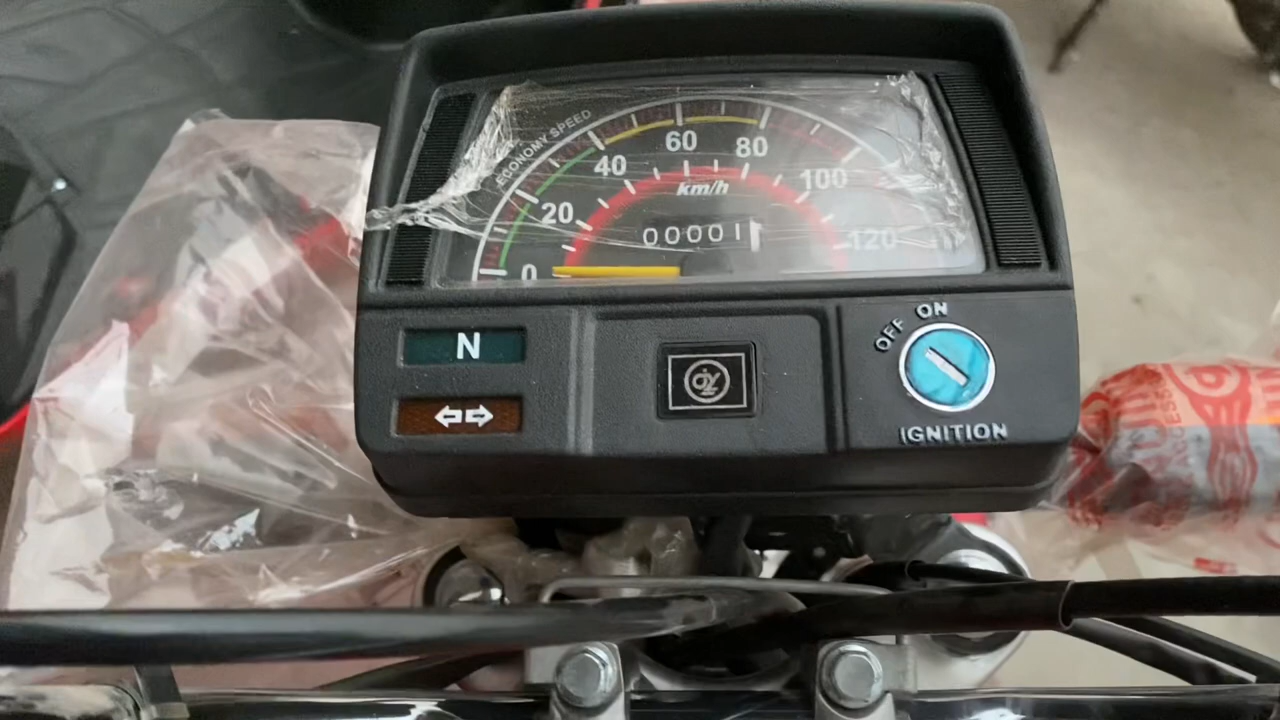 ECONOMY SPEED
0 20 40 60 80 100 120
km/h
00001
N
OFF ON
IGNITION